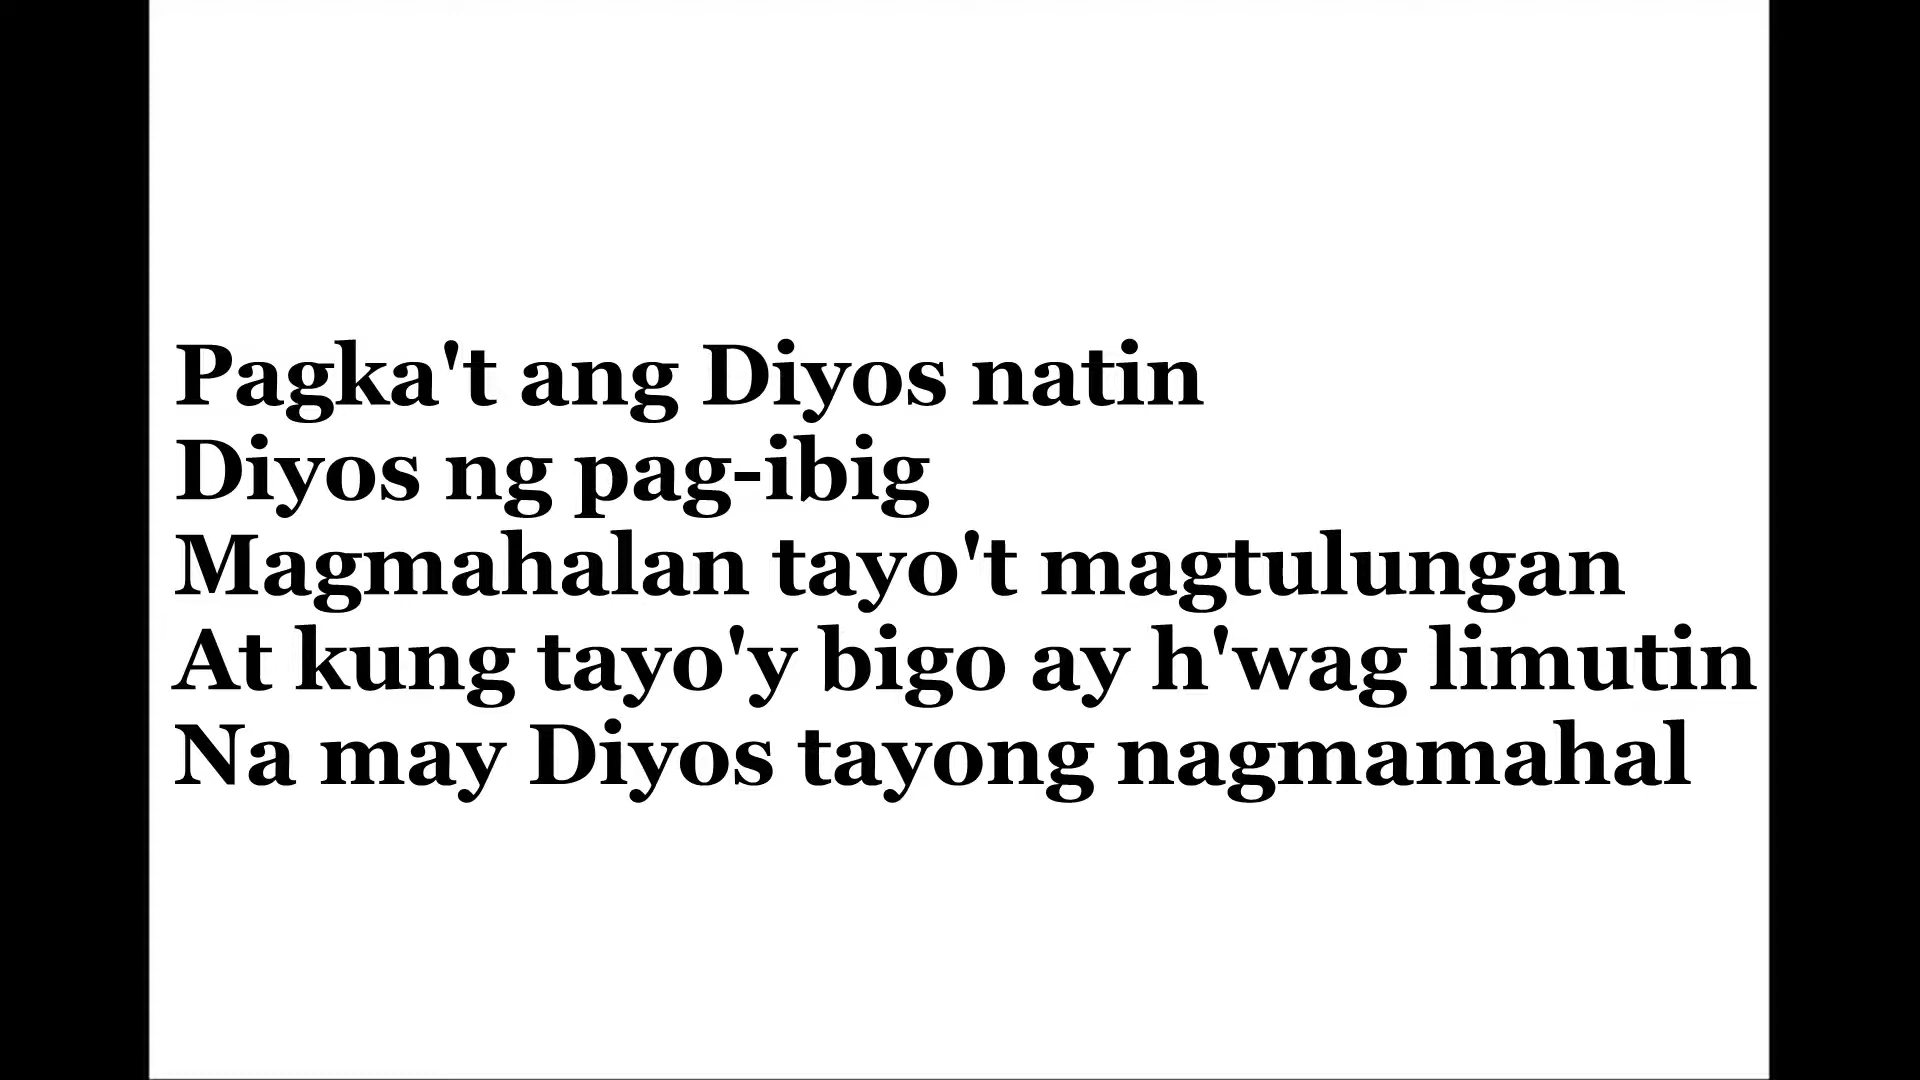 Pagka't ang Diyos natin
Diyos ng pag-ibig
Magmahalan tayo't magtulungan
At kung tayo'y bigo ay h'wag limutin
Na may Diyos tayong nagmamahal